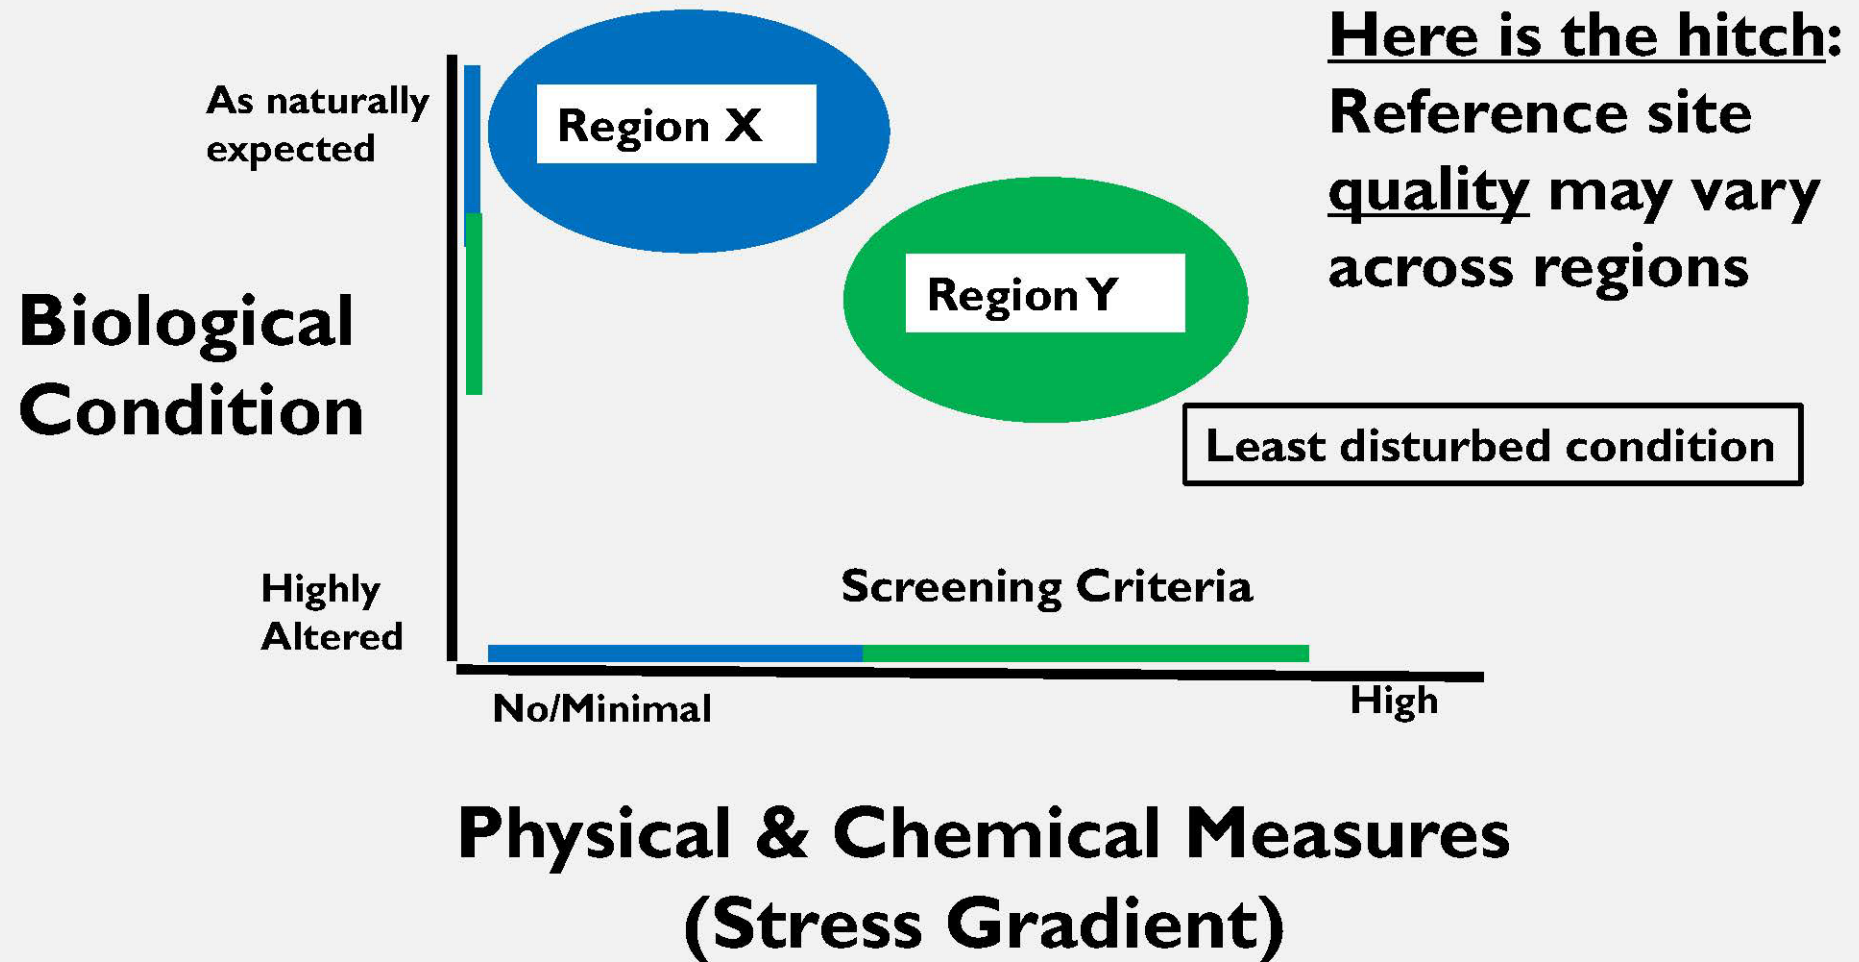 Here is the hitch:
Reference site
quality may vary
across regions
As naturally
expected
Region X
Region Y
Biological
Condition
Least disturbed condition
Highly
Altered
Screening Criteria
No/Minimal
High
Physical & Chemical Measures
(Stress Gradient)